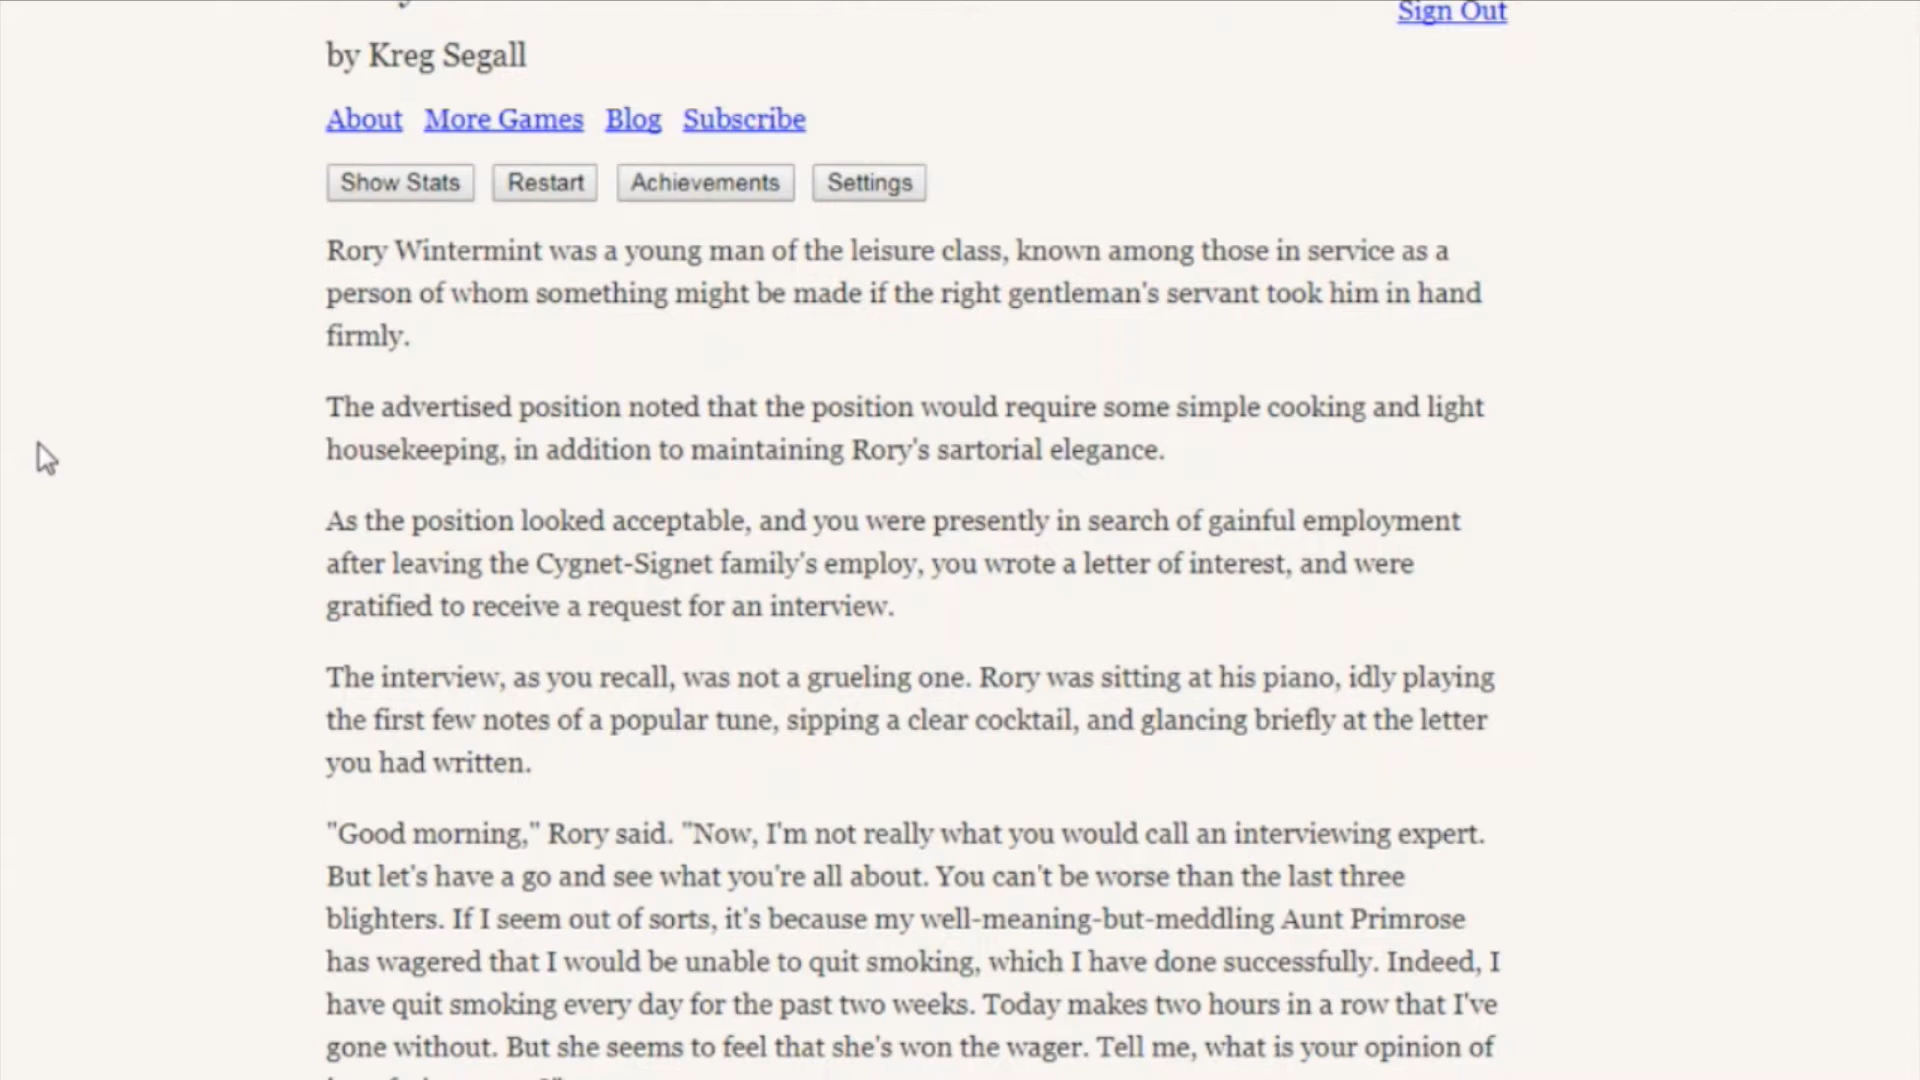 Sign Out
by Kreg Segall
About More Games Blog Subscribe
Show Stats Restart Achievements Settings
Rory Wintermint was a young man of the leisure class, known among those in service as a
person of whom something might be made if the right gentleman's servant took him in hand
firmly.
The advertised position noted that the position would require some simple cooking and light
housekeeping, in addition to maintaining Rory's sartorial elegance.
As the position looked acceptable, and you were presently in search of gainful employment
after leaving the Cygnet-Signet family's employ, you wrote a letter of interest, and were
gratified to receive a request for an interview.
The interview, as you recall, was not a grueling one. Rory was sitting at his piano, idly playing
the first few notes of a popular tune, sipping a clear cocktail, and glancing briefly at the letter
you had written.
"Good morning," Rory said. "Now, I'm not really what you would call an interviewing expert.
But let's have a go and see what you're all about. You can't be worse than the last three
blighters. If I seem out of sorts, it's because my well-meaning-but-meddling Aunt Primrose
has wagered that I would be unable to quit smoking, which I have done successfully. Indeed, I
have quit smoking every day for the past two weeks. Today makes two hours in a row that I've
gone without. But she seems to feel that she's won the wager. Tell me, what is your opinion of